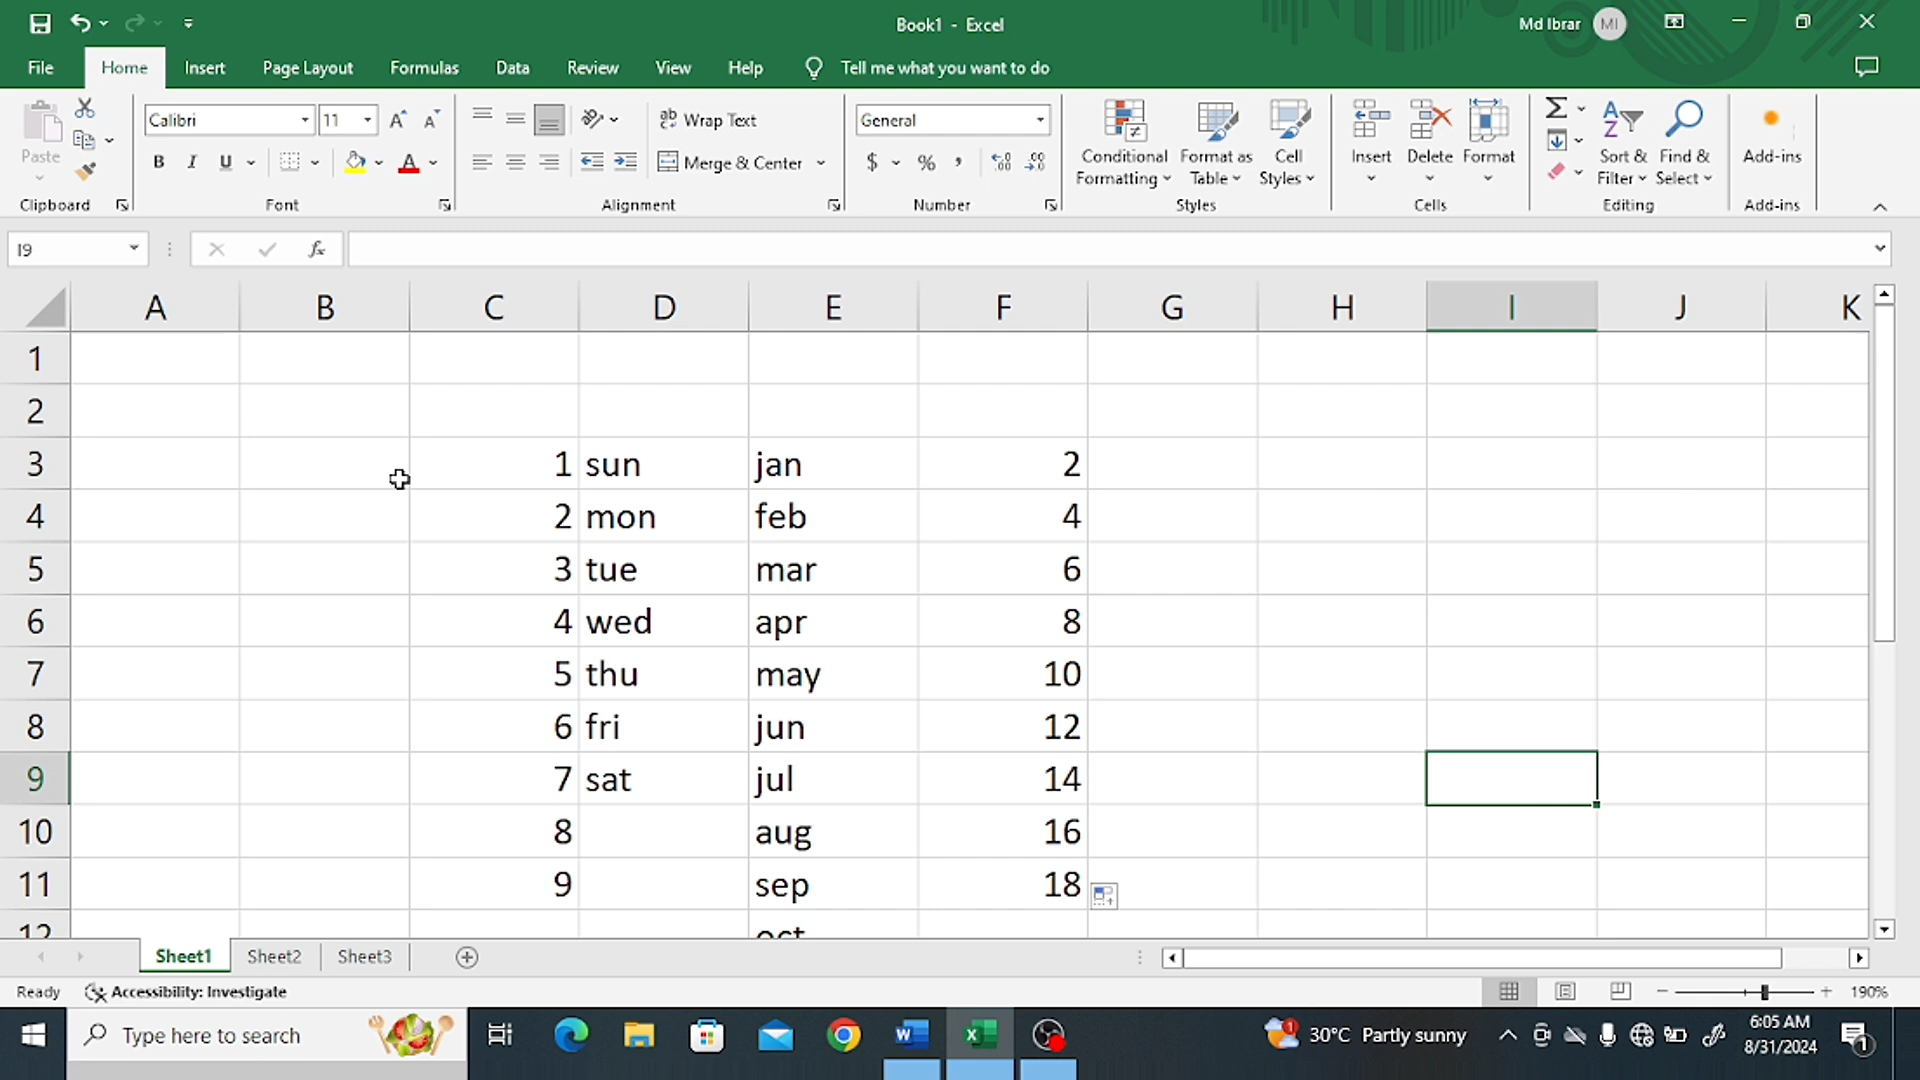 Book1 - Excel
Md Ibrar MI
File Home Insert Page Layout Formulas Data Review View Help Tell me what you want to do
Paste
Clipboard
Calibri 11
B I U A
Font
ab Wrap Text
Merge & Center
Alignment
General
$ % ,
Number
Conditional Formatting
Format as Table
Cell Styles
Styles
Insert Delete Format
Cells
Sort & Filter
Find & Select
Editing
Add-ins
Add-ins
I9 fx
A B C D E F G H I J K
1
2
3 1 sun jan 2
4 2 mon feb 4
5 3 tue mar 6
6 4 wed apr 8
7 5 thu may 10
8 6 fri jun 12
9 7 sat jul 14
10 8 aug 16
11 9 sep 18
12 oct
Sheet1 Sheet2 Sheet3
Ready Accessibility: Investigate 190%
Type here to search 30°C Partly sunny 6:05 AM
8/31/2024